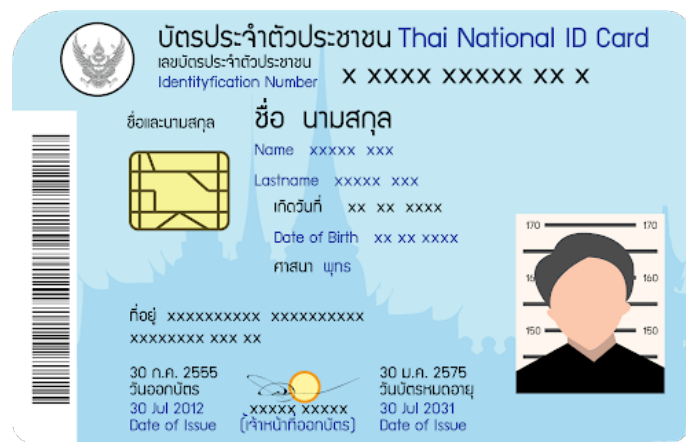 บัตรประจำตัวประชาชน Thai National ID Card
เลขบัตรประจำตัวประชาชน
Identityfication Number X XXXX XXXXX XX X
ชื่อและนามสกุล ชื่อ นามสกุล
Name xxxxx xxx
Lastname xxxxx xxx
เกิดวันที่ xx xx xxxx
Date of Birth xx xx xxxx
ศาสนา พุทธ
170 170
160 160
150 150
ที่อยู่ xxxxxxxxxx xxxxxxxxxx
xxxxxxxx xxx xx
30 ก.ค. 2555
วันออกบัตร
30 Jul 2012
Date of Issue
xxxxx xxxxx
(เจ้าหน้าที่ออกบัตร)
30 ม.ค. 2575
วันบัตรหมดอายุ
30 Jul 2031
Date of Issue